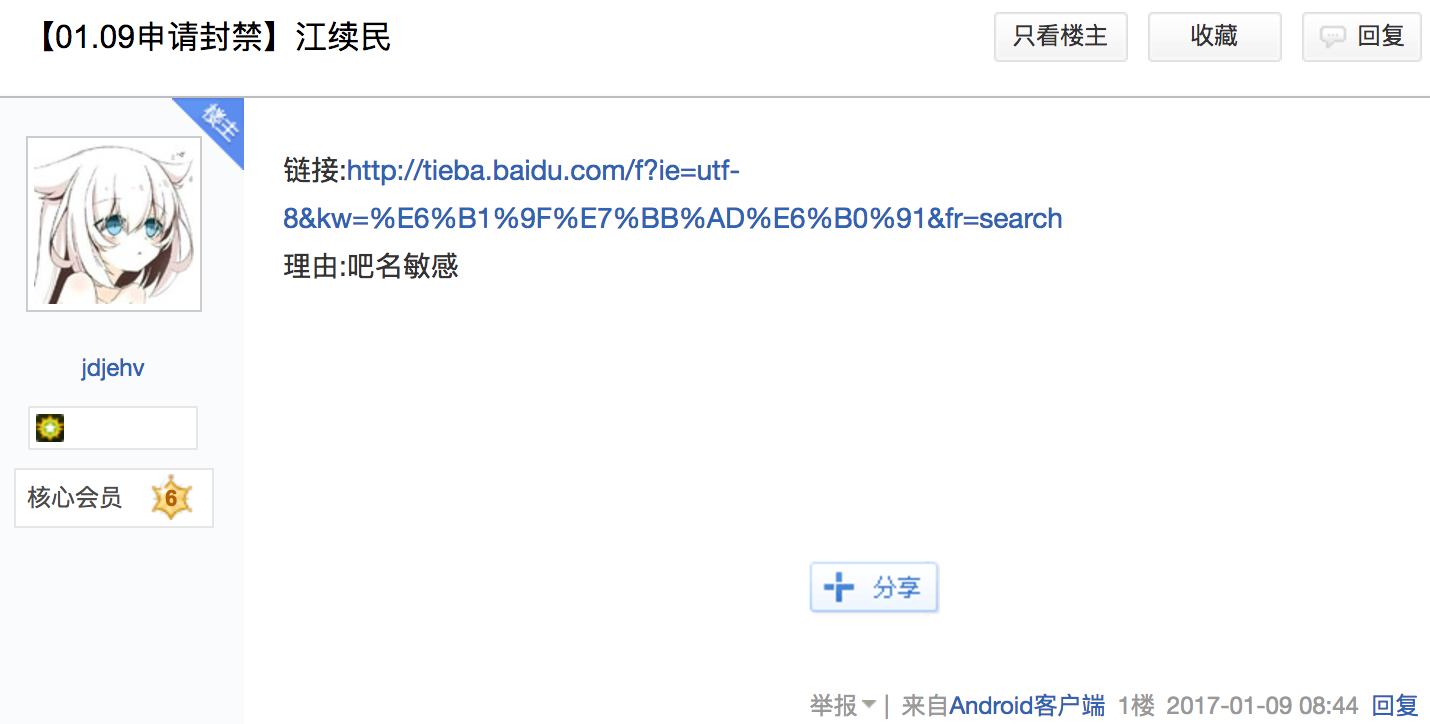 【01.09申请封禁】江续民
只看楼主
收藏
回复
楼主
链接:http://tieba.baidu.com/f?ie=utf-
8&kw=%E6%B1%9F%E7%BB%AD%E6%B0%91&fr=search
理由:吧名敏感
jdjehv
核心会员 6
分享
举报 | 来自Android客户端 1楼 2017-01-09 08:44 回复